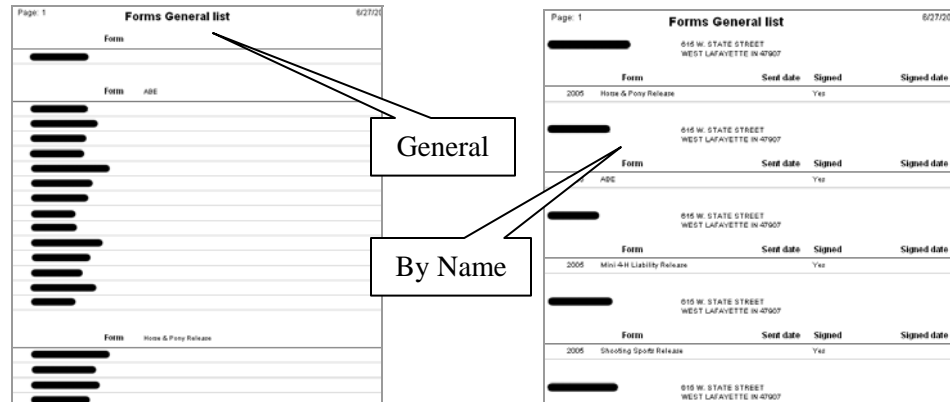 Page: 1
Forms General list
6/27/20
Form
Form ABE
Form Horse & Pony Release
General
By Name
Page: 1
Forms General list
6/27/20
615 W. STATE STREET
WEST LAFAYETTE IN 47907
Form Sent date Signed Signed date
2005 Horse & Pony Release Yes
615 W. STATE STREET
WEST LAFAYETTE IN 47907
Form Sent date Signed Signed date
ABE Yes
615 W. STATE STREET
WEST LAFAYETTE IN 47907
Form Sent date Signed Signed date
2005 Mini 4-H Liability Release Yes
615 W. STATE STREET
WEST LAFAYETTE IN 47907
Form Sent date Signed Signed date
2005 Shooting Sports Release Yes
615 W. STATE STREET
WEST LAFAYETTE IN 47907